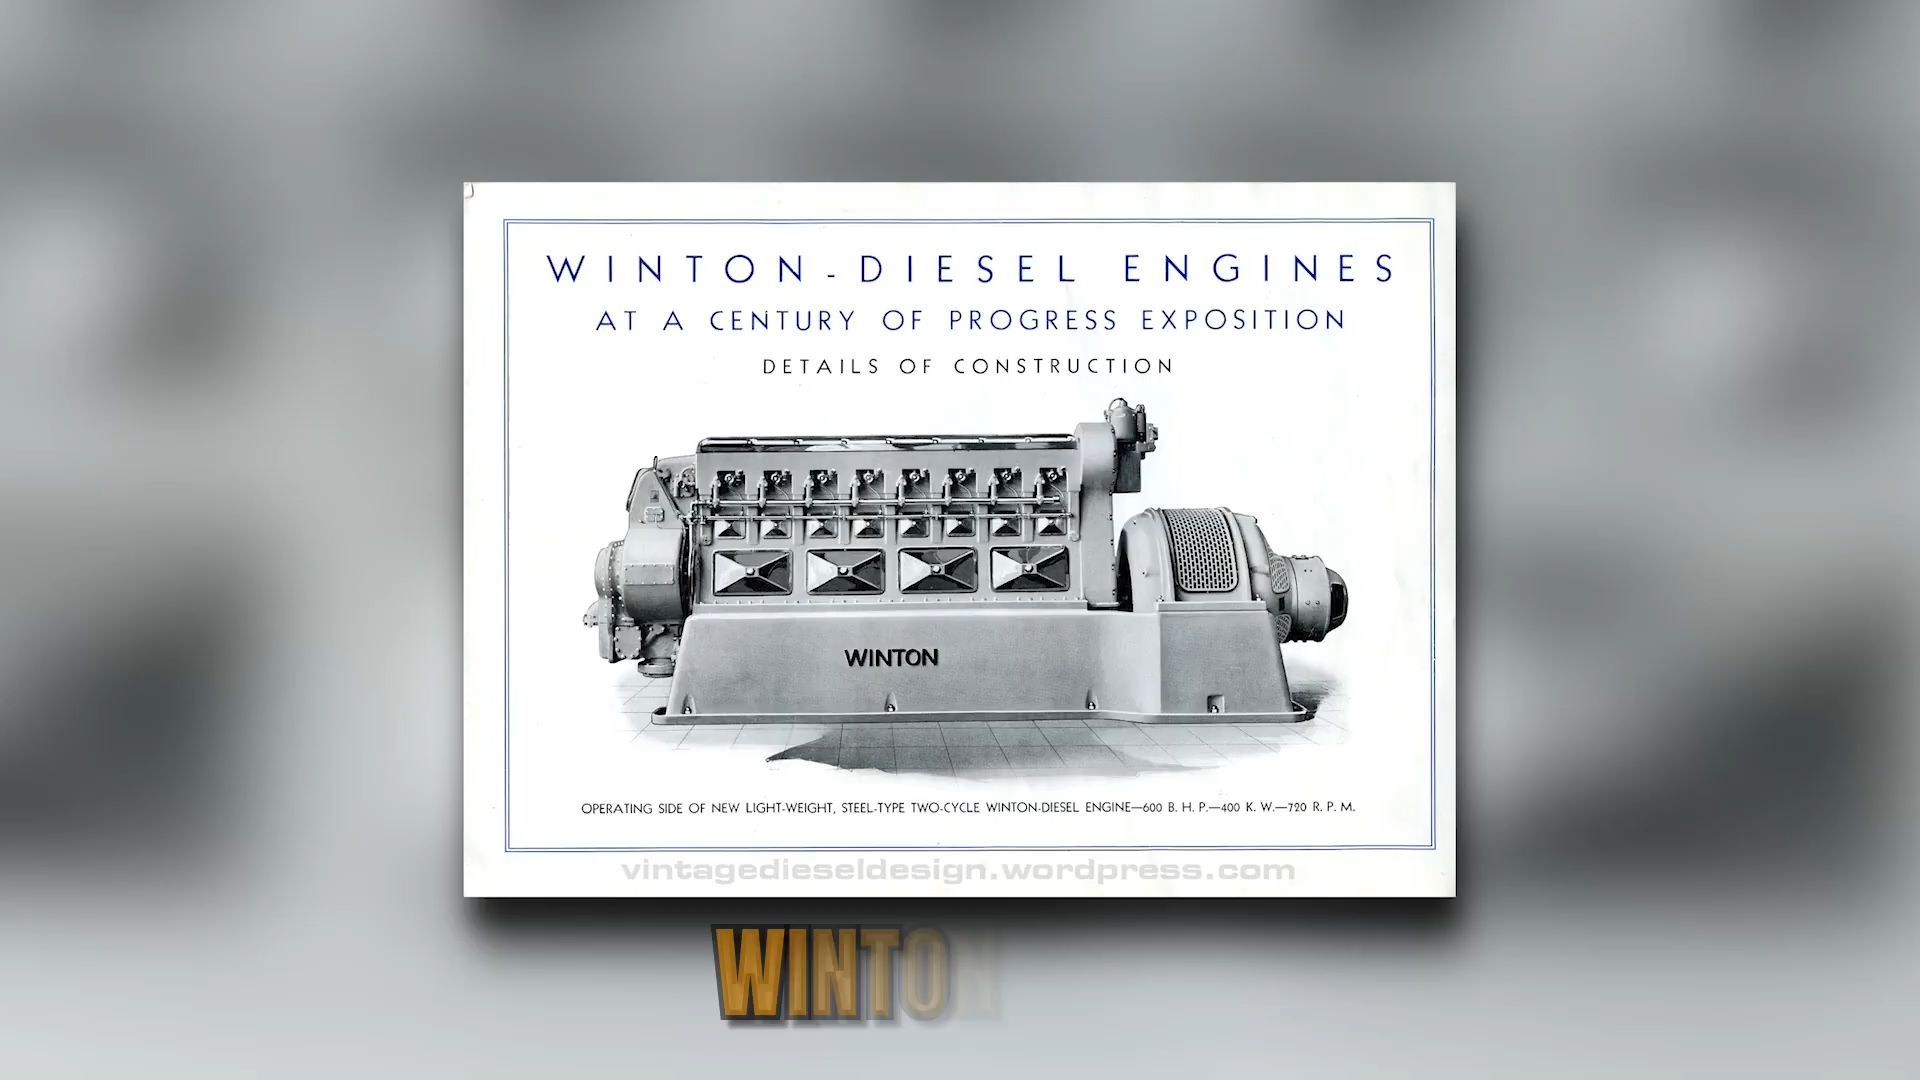 WINTON-DIESEL ENGINES
AT A CENTURY OF PROGRESS EXPOSITION
DETAILS OF CONSTRUCTION
WINTON
OPERATING SIDE OF NEW LIGHT-WEIGHT, STEEL-TYPE TWO-CYCLE WINTON-DIESEL ENGINE—600 B. H. P.—400 K. W.—720 R. P. M.
vintagedieseldesign.wordpress.com
WINTON